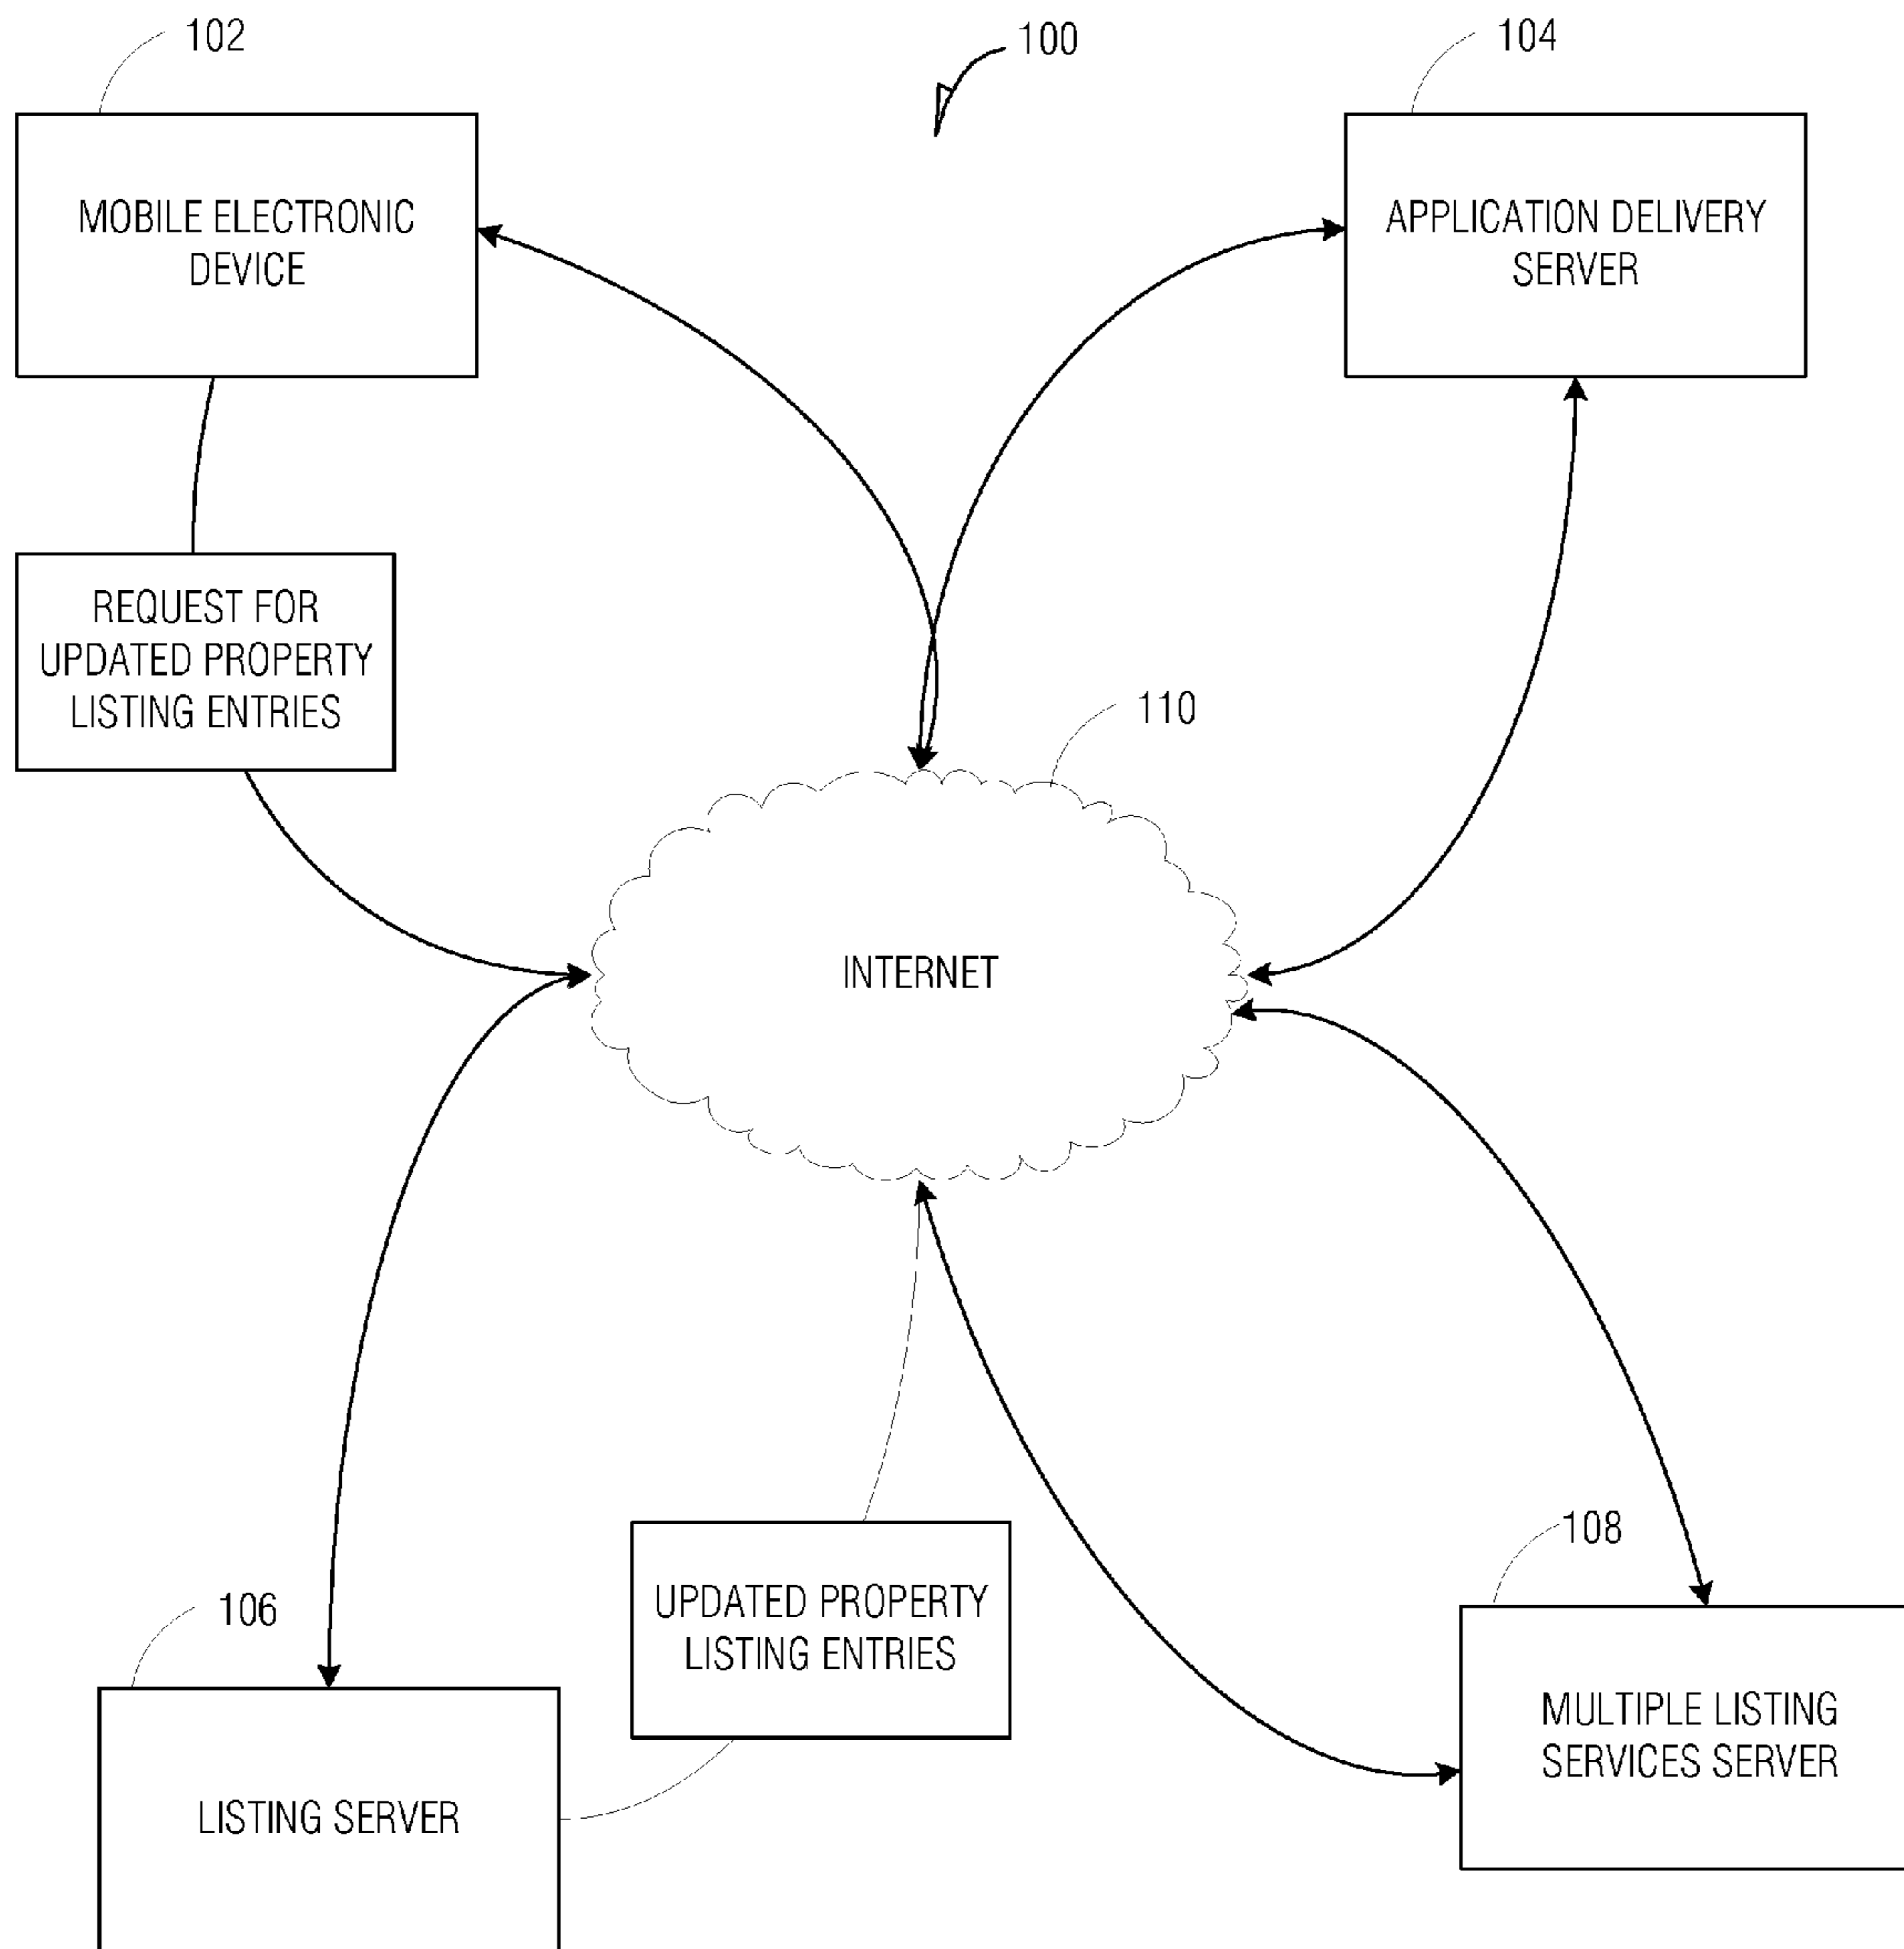 102
100
104
MOBILE ELECTRONIC
DEVICE
APPLICATION DELIVERY
SERVER
REQUEST FOR
UPDATED PROPERTY
LISTING ENTRIES
110
INTERNET
108
106
UPDATED PROPERTY
LISTING ENTRIES
MULTIPLE LISTING
SERVICES SERVER
LISTING SERVER